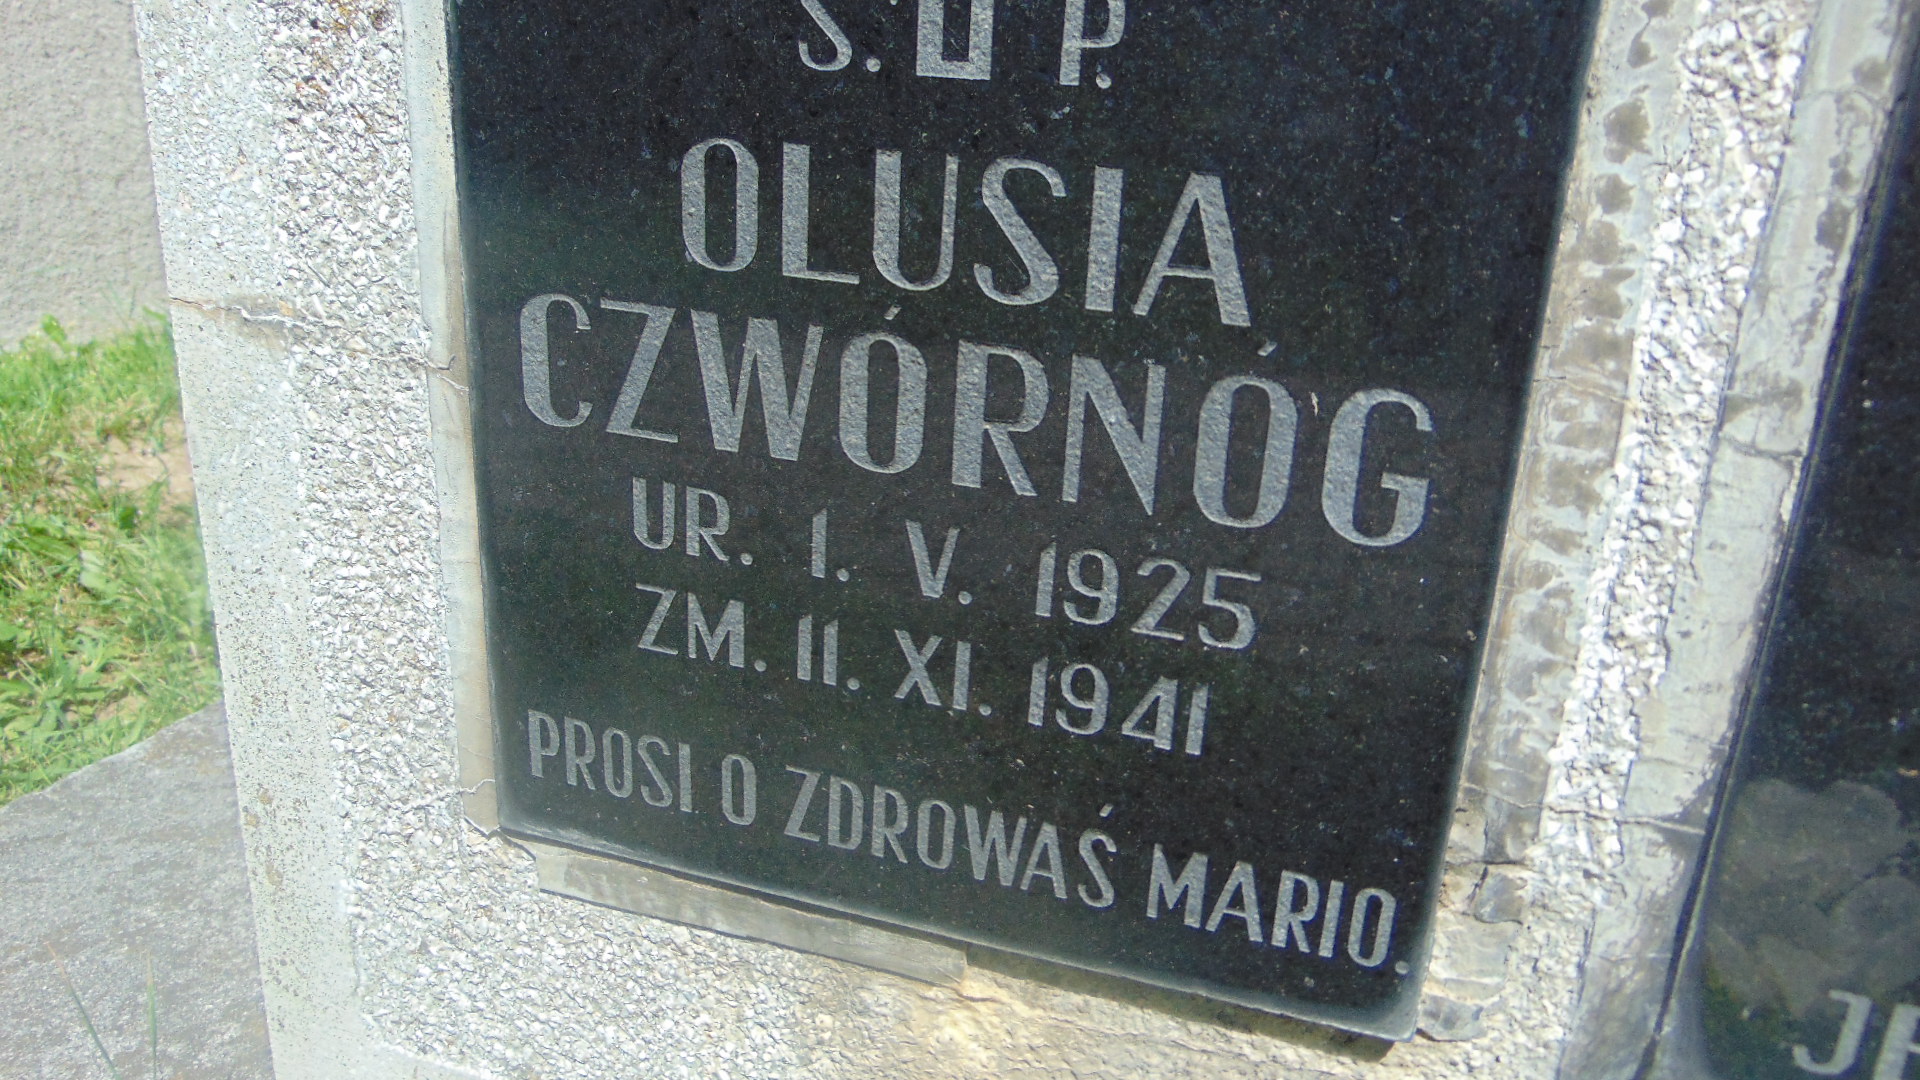 Ś. P.
OLUSIA
CZWÓRNÓG
UR. 1. V. 1925
ZM. 11. XI. 1941
PROSI O ZDROWAŚ MARIO.